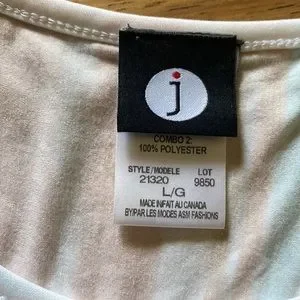 j
COMBO 2:
100% POLYESTER
STYLE/MODELE LOT
21320 9850
L/G
MADE IN/FAIT AU CANADA
BY/PAR LES MODES ASM FASHIONS